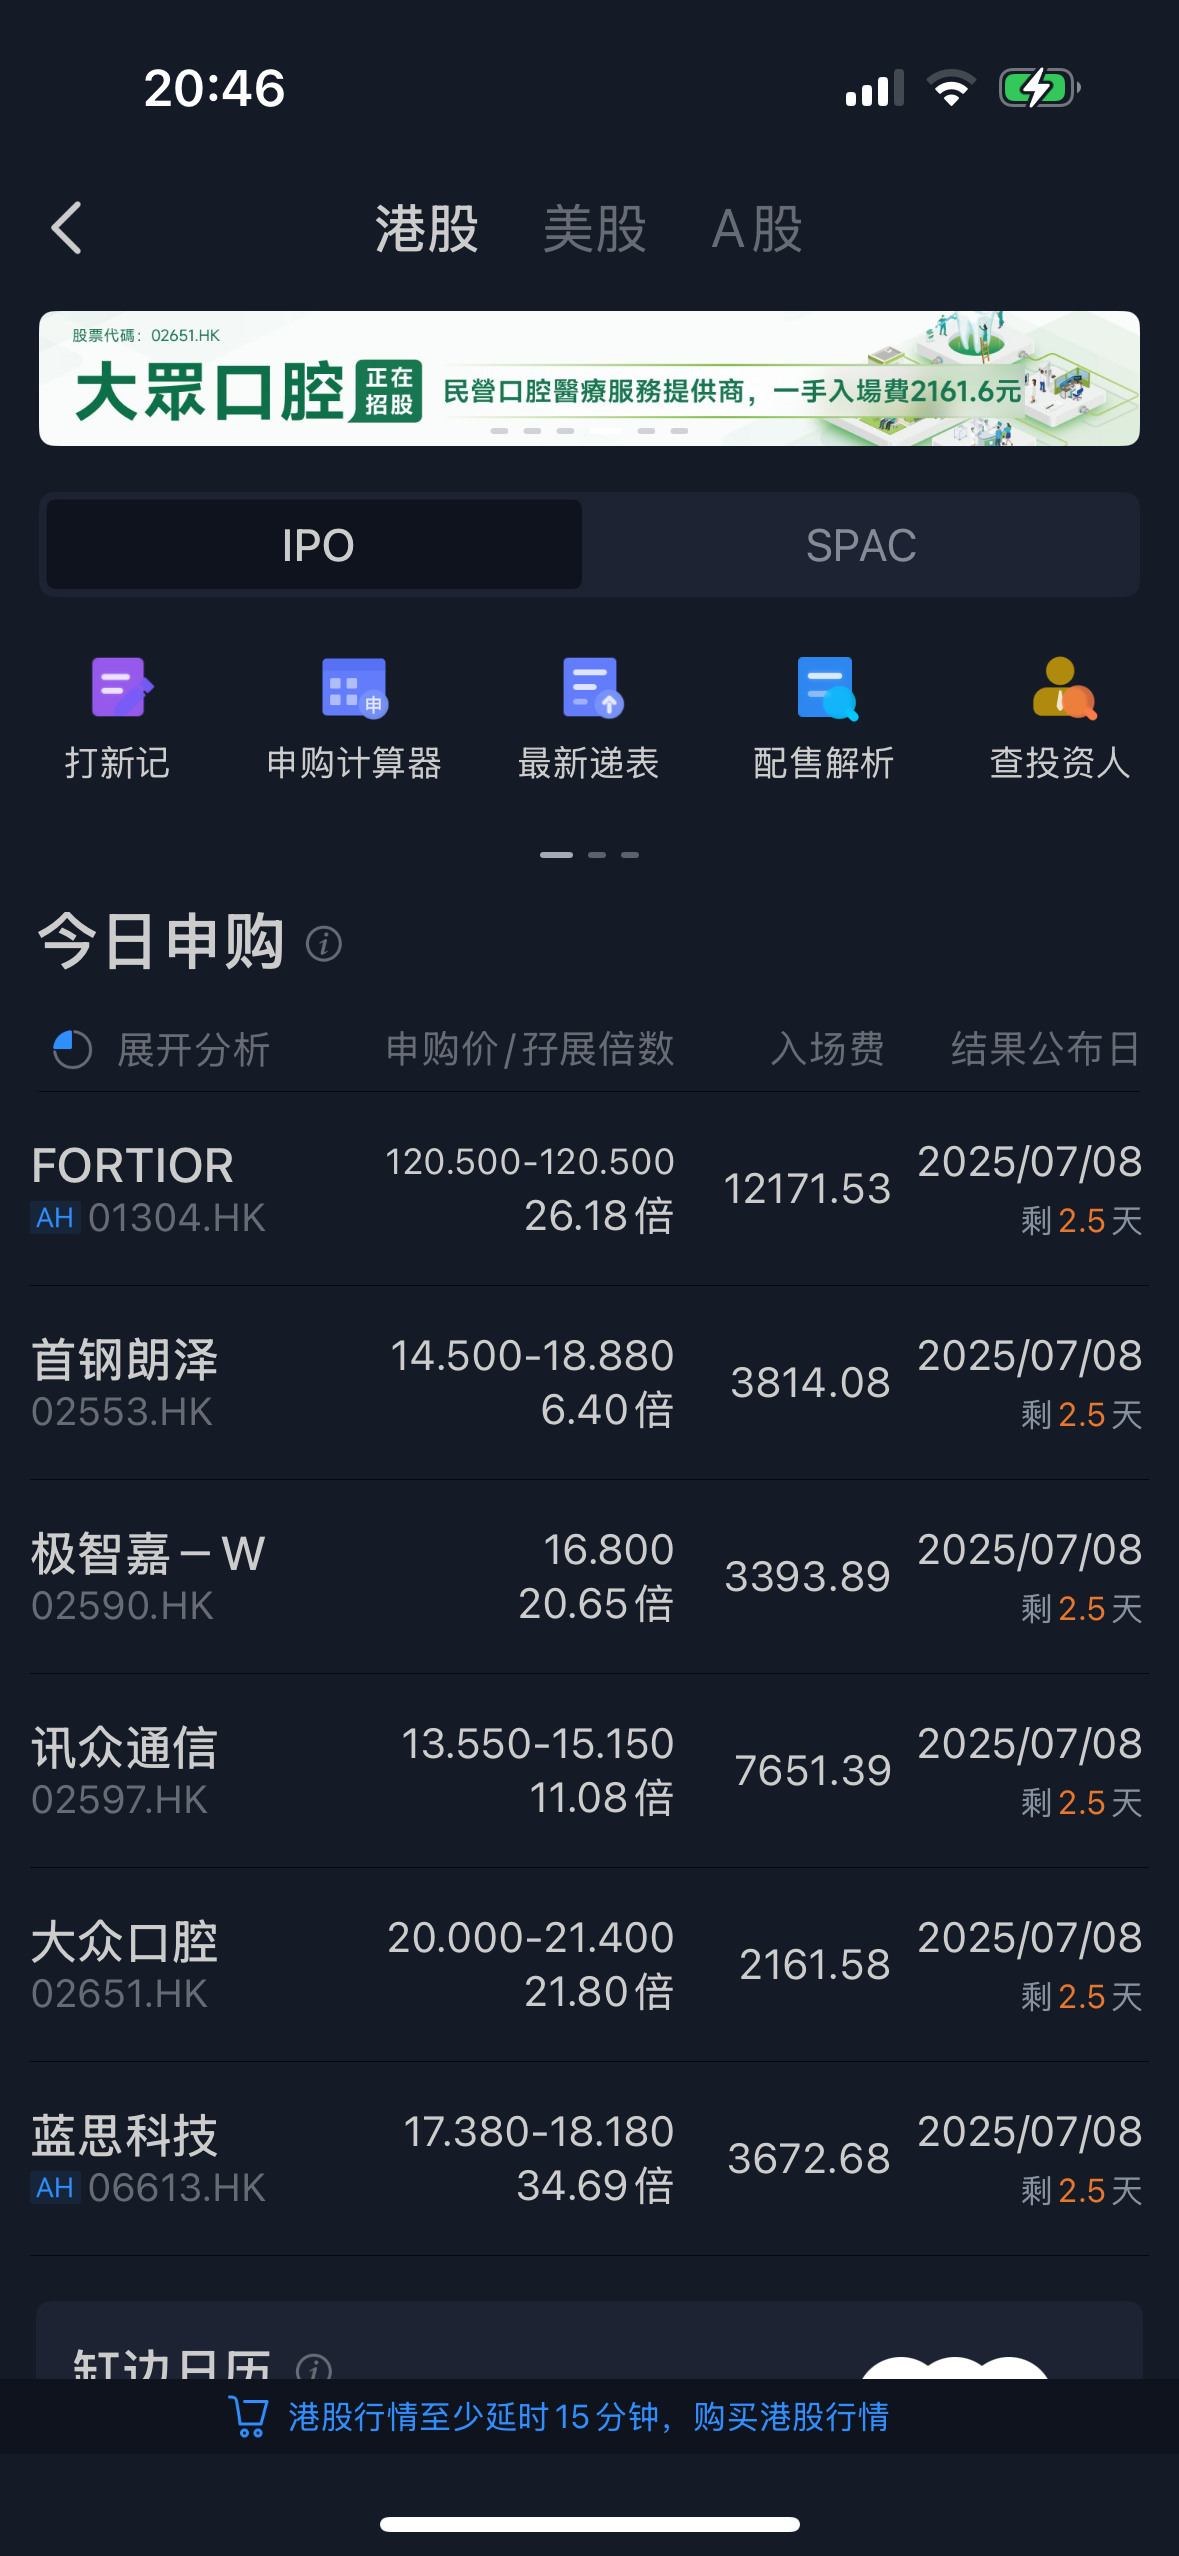 20:46
港股 美股 A股
股票代碼：02651.HK
大眾口腔 正在招股 民營口腔醫療服務提供商，一手入場費2161.6元
IPO SPAC
申
打新记 申购计算器 最新递表 配售解析 查投资人
今日申购
展开分析 申购价/孖展倍数 入场费 结果公布日
FORTIOR 120.500-120.500 12171.53 2025/07/08
AH 01304.HK 26.18倍 剩2.5天
首钢朗泽 14.500-18.880 3814.08 2025/07/08
02553.HK 6.40倍 剩2.5天
极智嘉－W 16.800 3393.89 2025/07/08
02590.HK 20.65倍 剩2.5天
讯众通信 13.550-15.150 7651.39 2025/07/08
02597.HK 11.08倍 剩2.5天
大众口腔 20.000-21.400 2161.58 2025/07/08
02651.HK 21.80倍 剩2.5天
蓝思科技 17.380-18.180 3672.68 2025/07/08
AH 06613.HK 34.69倍 剩2.5天
日历
港股行情至少延时15分钟，购买港股行情